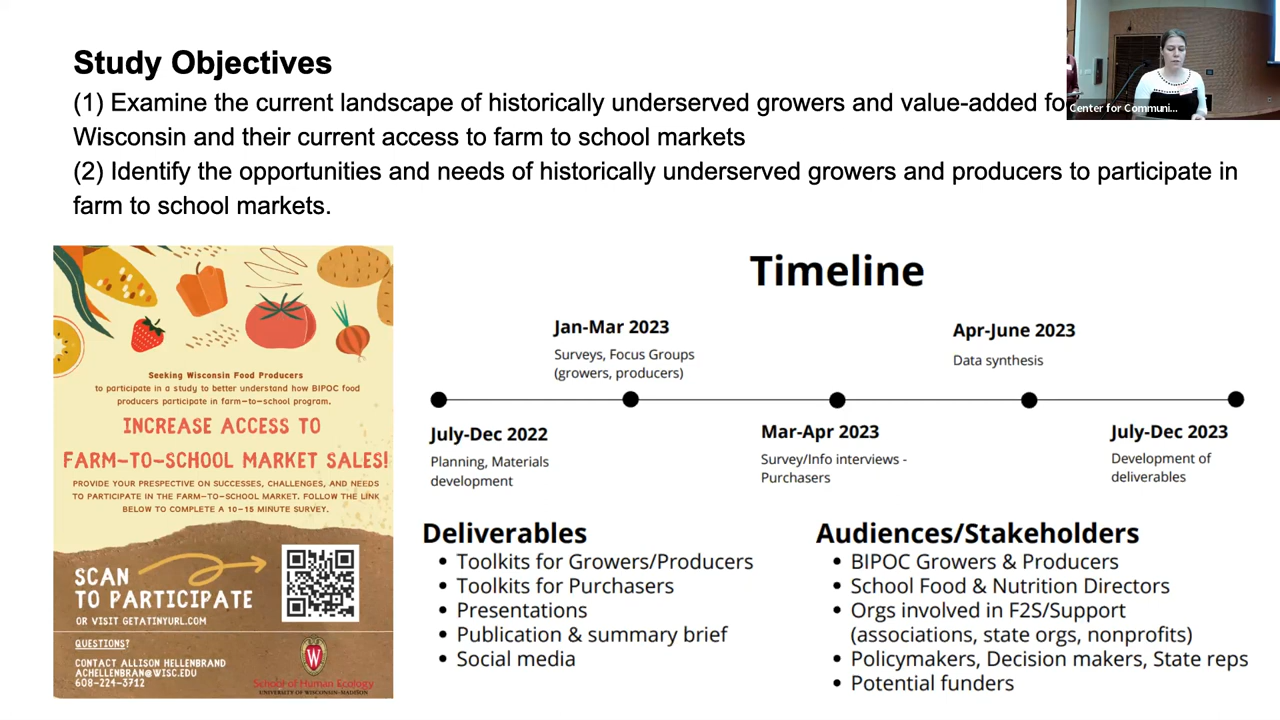 Study Objectives
(1) Examine the current landscape of historically underserved growers and value-added fo
Wisconsin and their current access to farm to school markets
(2) Identify the opportunities and needs of historically underserved growers and producers to participate in
farm to school markets.
Center for Communi...
Seeking Wisconsin Food Producers
to participate in a study to better understand how BIPOC food
producers participate in farm-to-school program.
INCREASE ACCESS TO
FARM-TO-SCHOOL MARKET SALES!
PROVIDE YOUR PRESPECTIVE ON SUCCESSES, CHALLENGES, AND NEEDS
TO PARTICIPATE IN THE FARM-TO-SCHOOL MARKET. FOLLOW THE LINK
BELOW TO COMPLETE A 10-15 MINUTE SURVEY.
SCAN
TO PARTICIPATE
OR VISIT GETATINYURL.COM
QUESTIONS?
CONTACT ALLISON HELLENBRAND
ACHELLENBRAN@WISC.EDU
608-224-3712
W
School of Human Ecology
UNIVERSITY OF WISCONSIN-MADISON
Timeline
Jan-Mar 2023
Surveys, Focus Groups
(growers, producers)
Apr-June 2023
Data synthesis
July-Dec 2022
Planning, Materials
development
Mar-Apr 2023
Survey/Info interviews -
Purchasers
July-Dec 2023
Development of
deliverables
Deliverables
• Toolkits for Growers/Producers
• Toolkits for Purchasers
• Presentations
• Publication & summary brief
• Social media
Audiences/Stakeholders
• BIPOC Growers & Producers
• School Food & Nutrition Directors
• Orgs involved in F2S/Support
(associations, state orgs, nonprofits)
• Policymakers, Decision makers, State reps
• Potential funders